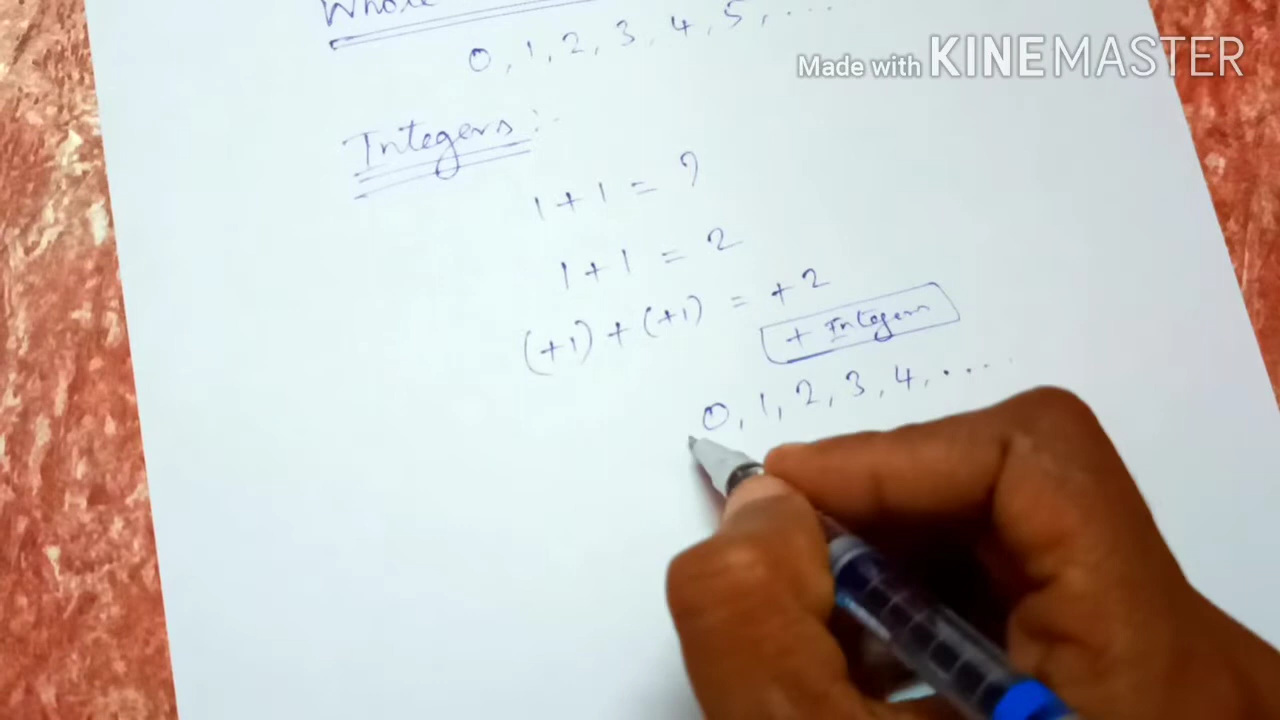 Whole
0, 1, 2, 3, 4, 5, ...
Made with KINEMASTER
Integers :-
1 + 1 = ?
1 + 1 = 2
(+1) + (+1) = +2
+ Integers
0, 1, 2, 3, 4, ....